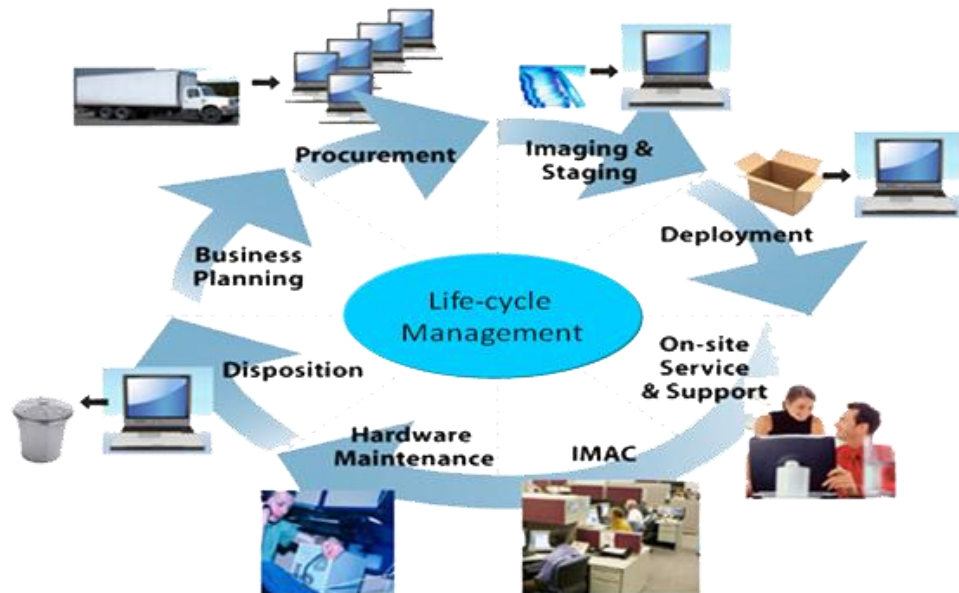 Procurement
Imaging &
Staging
Deployment
Business
Planning
Life-cycle
Management
On-site
Service
& Support
Disposition
Hardware
Maintenance
IMAC